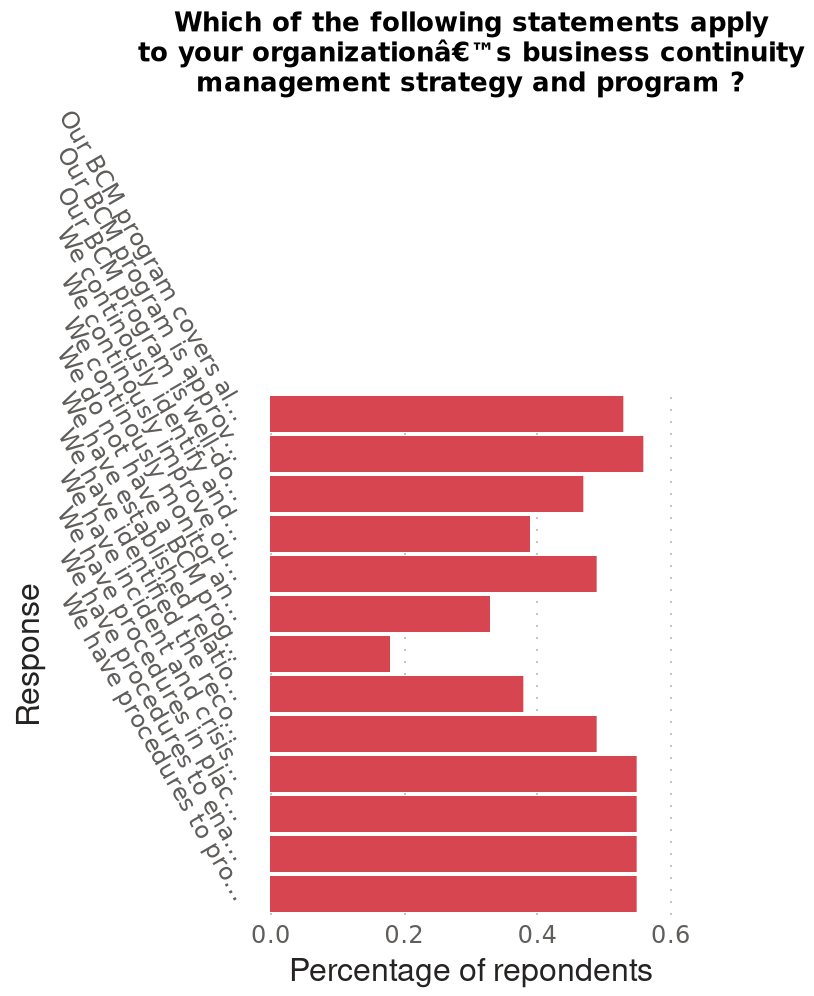 Which of the following statements apply
to your organizationâ€™s business continuity
management strategy and program ?
Our BCM program covers al...
Our BCM program is approv...
Our BCM program is well-do...
We continously identify and...
We continously improve ou...
We continously monitor an...
We do not have a BCM prog...
We have established relatio...
We have identified the reco...
We have incident and crisis...
We have procedures in plac...
We have procedures to ena...
We have procedures to pro...
Response
0.0 0.2 0.4 0.6
Percentage of repondents